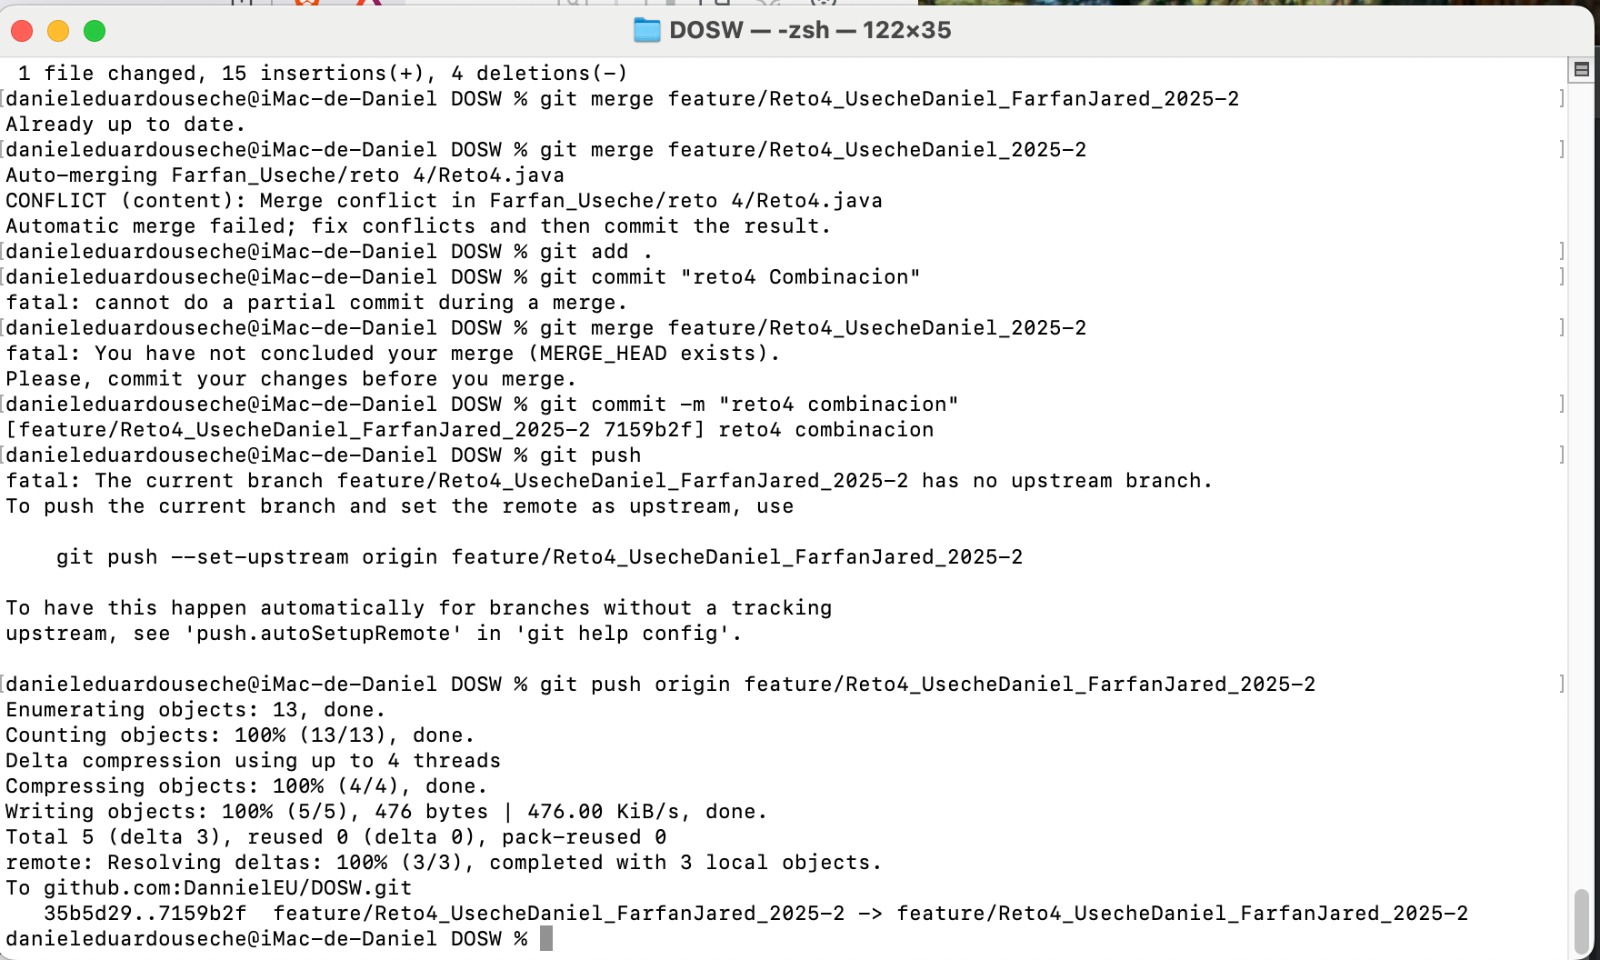 DOSW — -zsh — 122×35
1 file changed, 15 insertions(+), 4 deletions(-)
[danieleduardouseche@iMac-de-Daniel DOSW % git merge feature/Reto4_UsecheDaniel_FarfanJared_2025-2 ]
Already up to date.
[danieleduardouseche@iMac-de-Daniel DOSW % git merge feature/Reto4_UsecheDaniel_2025-2 ]
Auto-merging Farfan_Useche/reto 4/Reto4.java
CONFLICT (content): Merge conflict in Farfan_Useche/reto 4/Reto4.java
Automatic merge failed; fix conflicts and then commit the result.
[danieleduardouseche@iMac-de-Daniel DOSW % git add . ]
[danieleduardouseche@iMac-de-Daniel DOSW % git commit "reto4 Combinacion" ]
fatal: cannot do a partial commit during a merge.
[danieleduardouseche@iMac-de-Daniel DOSW % git merge feature/Reto4_UsecheDaniel_2025-2 ]
fatal: You have not concluded your merge (MERGE_HEAD exists).
Please, commit your changes before you merge.
[danieleduardouseche@iMac-de-Daniel DOSW % git commit -m "reto4 combinacion" ]
[feature/Reto4_UsecheDaniel_FarfanJared_2025-2 7159b2f] reto4 combinacion
[danieleduardouseche@iMac-de-Daniel DOSW % git push ]
fatal: The current branch feature/Reto4_UsecheDaniel_FarfanJared_2025-2 has no upstream branch.
To push the current branch and set the remote as upstream, use
git push --set-upstream origin feature/Reto4_UsecheDaniel_FarfanJared_2025-2
To have this happen automatically for branches without a tracking
upstream, see 'push.autoSetupRemote' in 'git help config'.
[danieleduardouseche@iMac-de-Daniel DOSW % git push origin feature/Reto4_UsecheDaniel_FarfanJared_2025-2 ]
Enumerating objects: 13, done.
Counting objects: 100% (13/13), done.
Delta compression using up to 4 threads
Compressing objects: 100% (4/4), done.
Writing objects: 100% (5/5), 476 bytes | 476.00 KiB/s, done.
Total 5 (delta 3), reused 0 (delta 0), pack-reused 0
remote: Resolving deltas: 100% (3/3), completed with 3 local objects.
To github.com:DannielEU/DOSW.git
35b5d29..7159b2f  feature/Reto4_UsecheDaniel_FarfanJared_2025-2 -> feature/Reto4_UsecheDaniel_FarfanJared_2025-2
danieleduardouseche@iMac-de-Daniel DOSW %